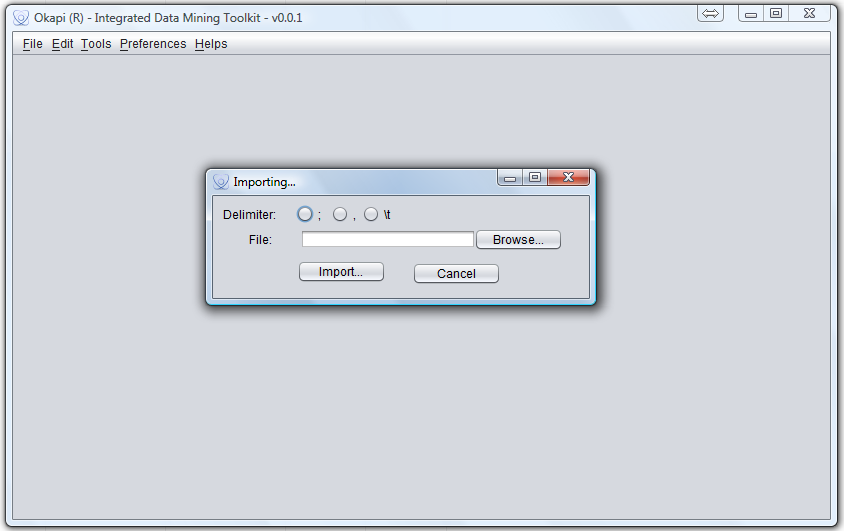 Okapi (R) - Integrated Data Mining Toolkit - v0.0.1
File Edit Tools Preferences Helps
Importing...
Delimiter: ; , \t
File: Browse...
Import... Cancel